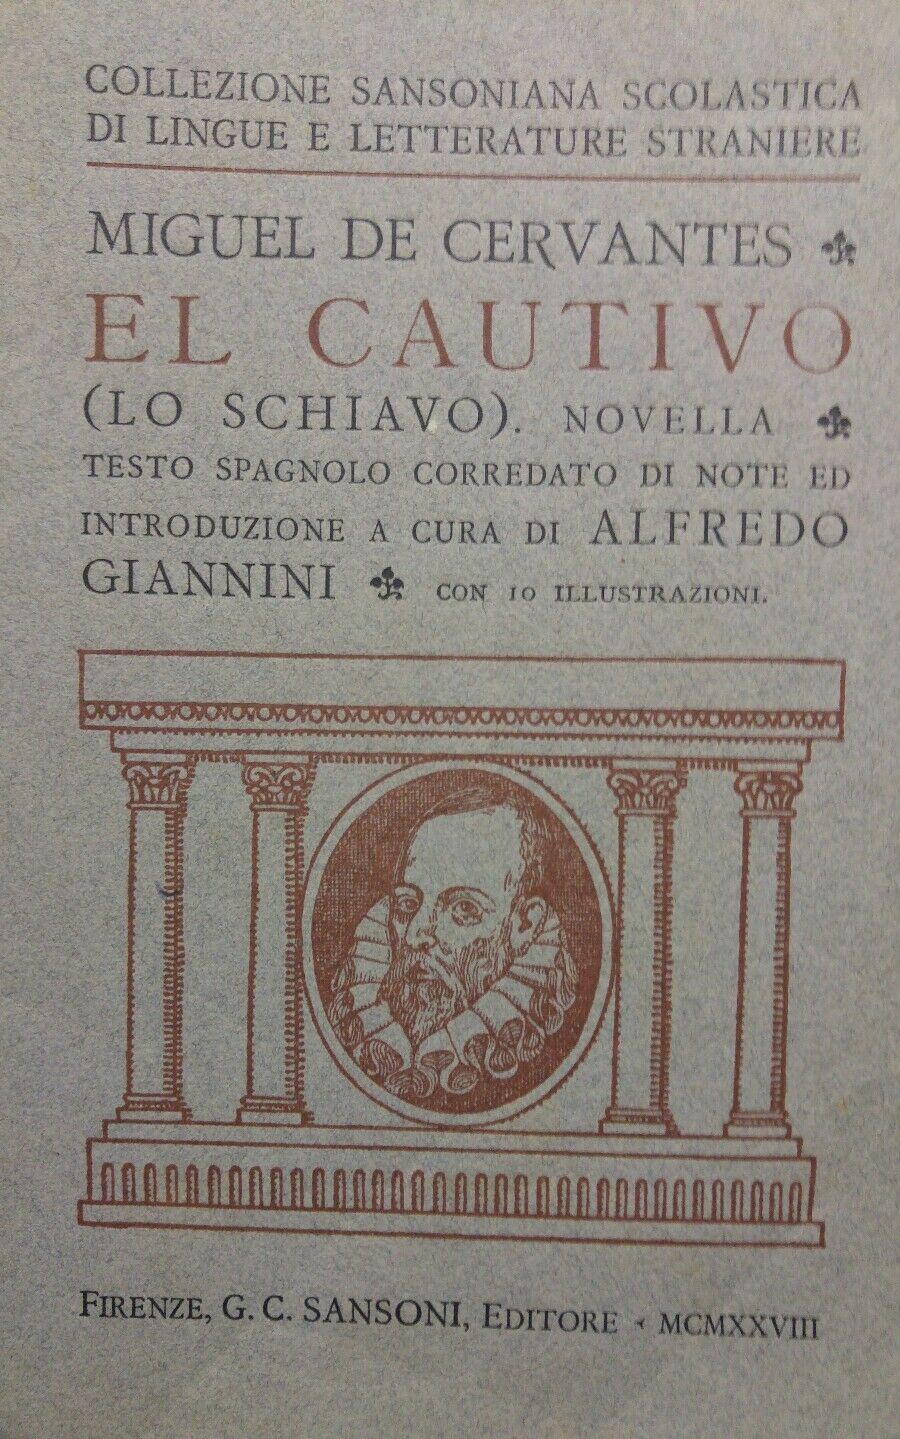 COLLEZIONE SANSONIANA SCOLASTICA
DI LINGUE E LETTERATURE STRANIERE
MIGUEL DE CERVANTES
EL CAUTIVO
(LO SCHIAVO). NOVELLA
TESTO SPAGNOLO CORREDATO DI NOTE ED
INTRODUZIONE A CURA DI ALFREDO
GIANNINI CON 10 ILLUSTRAZIONI.
FIRENZE, G. C. SANSONI, EDITORE · MCMXXVIII